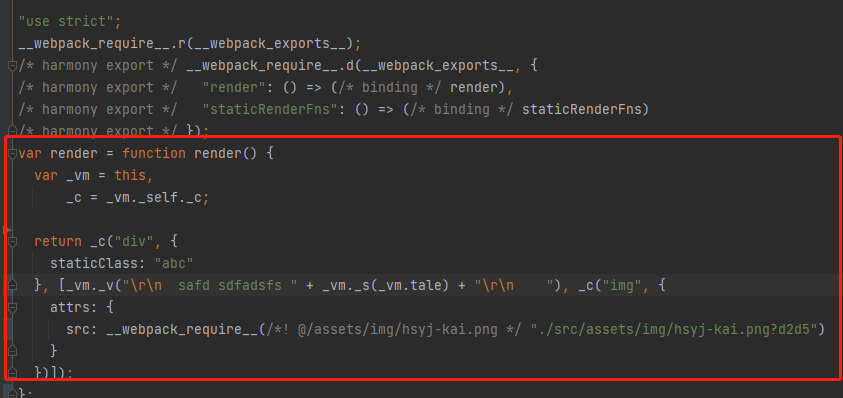 "use strict";
__webpack_require__.r(__webpack_exports__);
/* harmony export */ __webpack_require__.d(__webpack_exports__, {
/* harmony export */   "render": () => (/* binding */ render),
/* harmony export */   "staticRenderFns": () => (/* binding */ staticRenderFns)
/* harmony export */ });
var render = function render() {
  var _vm = this,
      _c = _vm._self._c;
  return _c("div", {
    staticClass: "abc"
  }, [_vm._v("\r\n  safd sdfadsfs " + _vm._s(_vm.tale) + "\r\n    "), _c("img", {
    attrs: {
      src: __webpack_require__(/*! @/assets/img/hsyj-kai.png */ "./src/assets/img/hsyj-kai.png?d2d5")
    }
  })]);
};